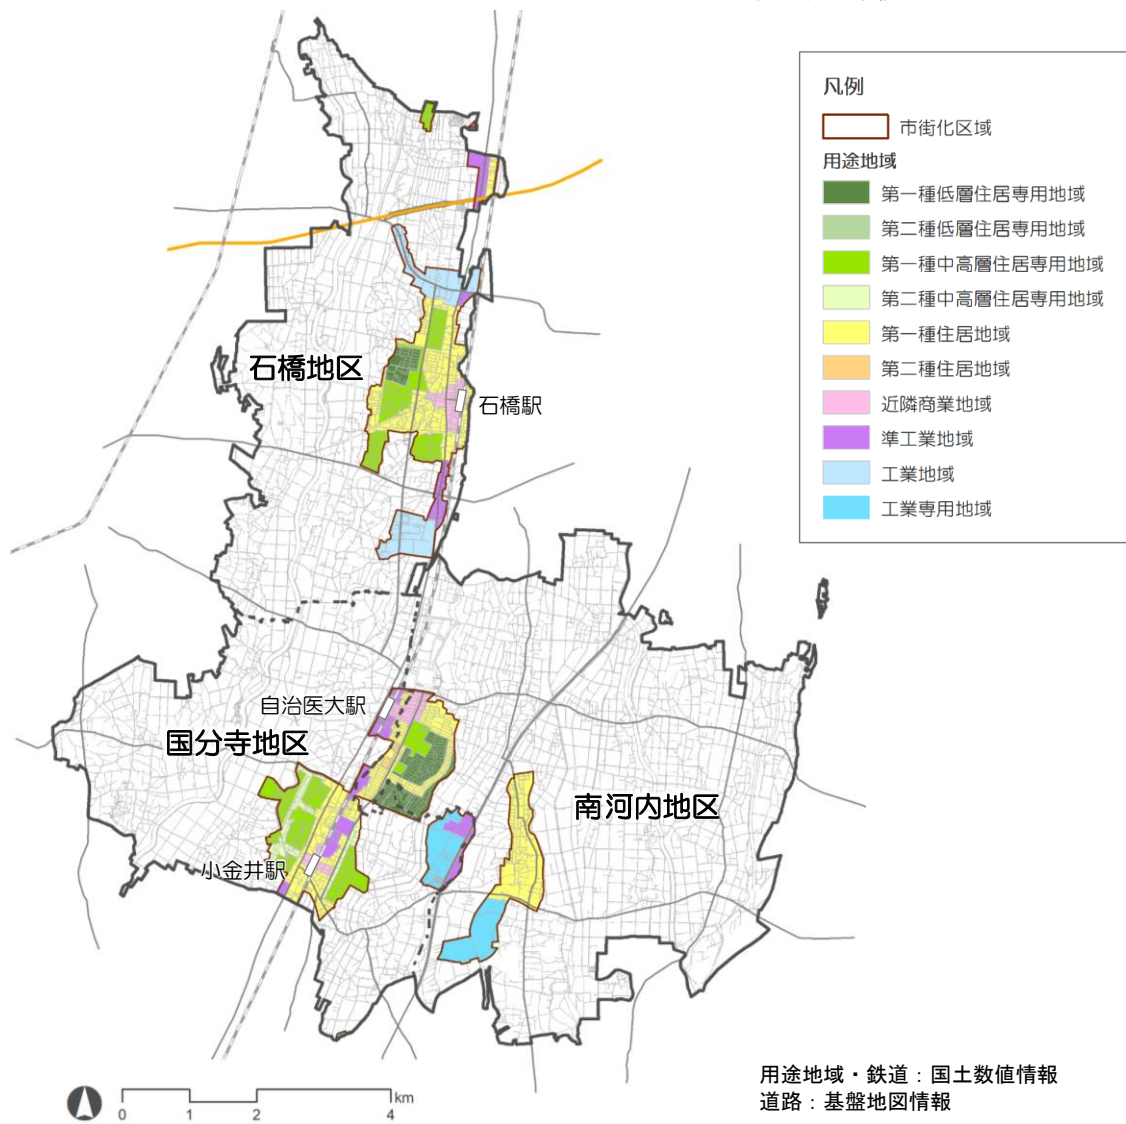 凡例
市街化区域
用途地域
第一種低層住居専用地域
第二種低層住居専用地域
第一種中高層住居専用地域
第二種中高層住居専用地域
第一種住居地域
第二種住居地域
近隣商業地域
準工業地域
工業地域
工業専用地域
石橋地区
石橋駅
自治医大駅
国分寺地区
南河内地区
小金井駅
km
0 1 2 4
用途地域・鉄道:国土数値情報
道路:基盤地図情報